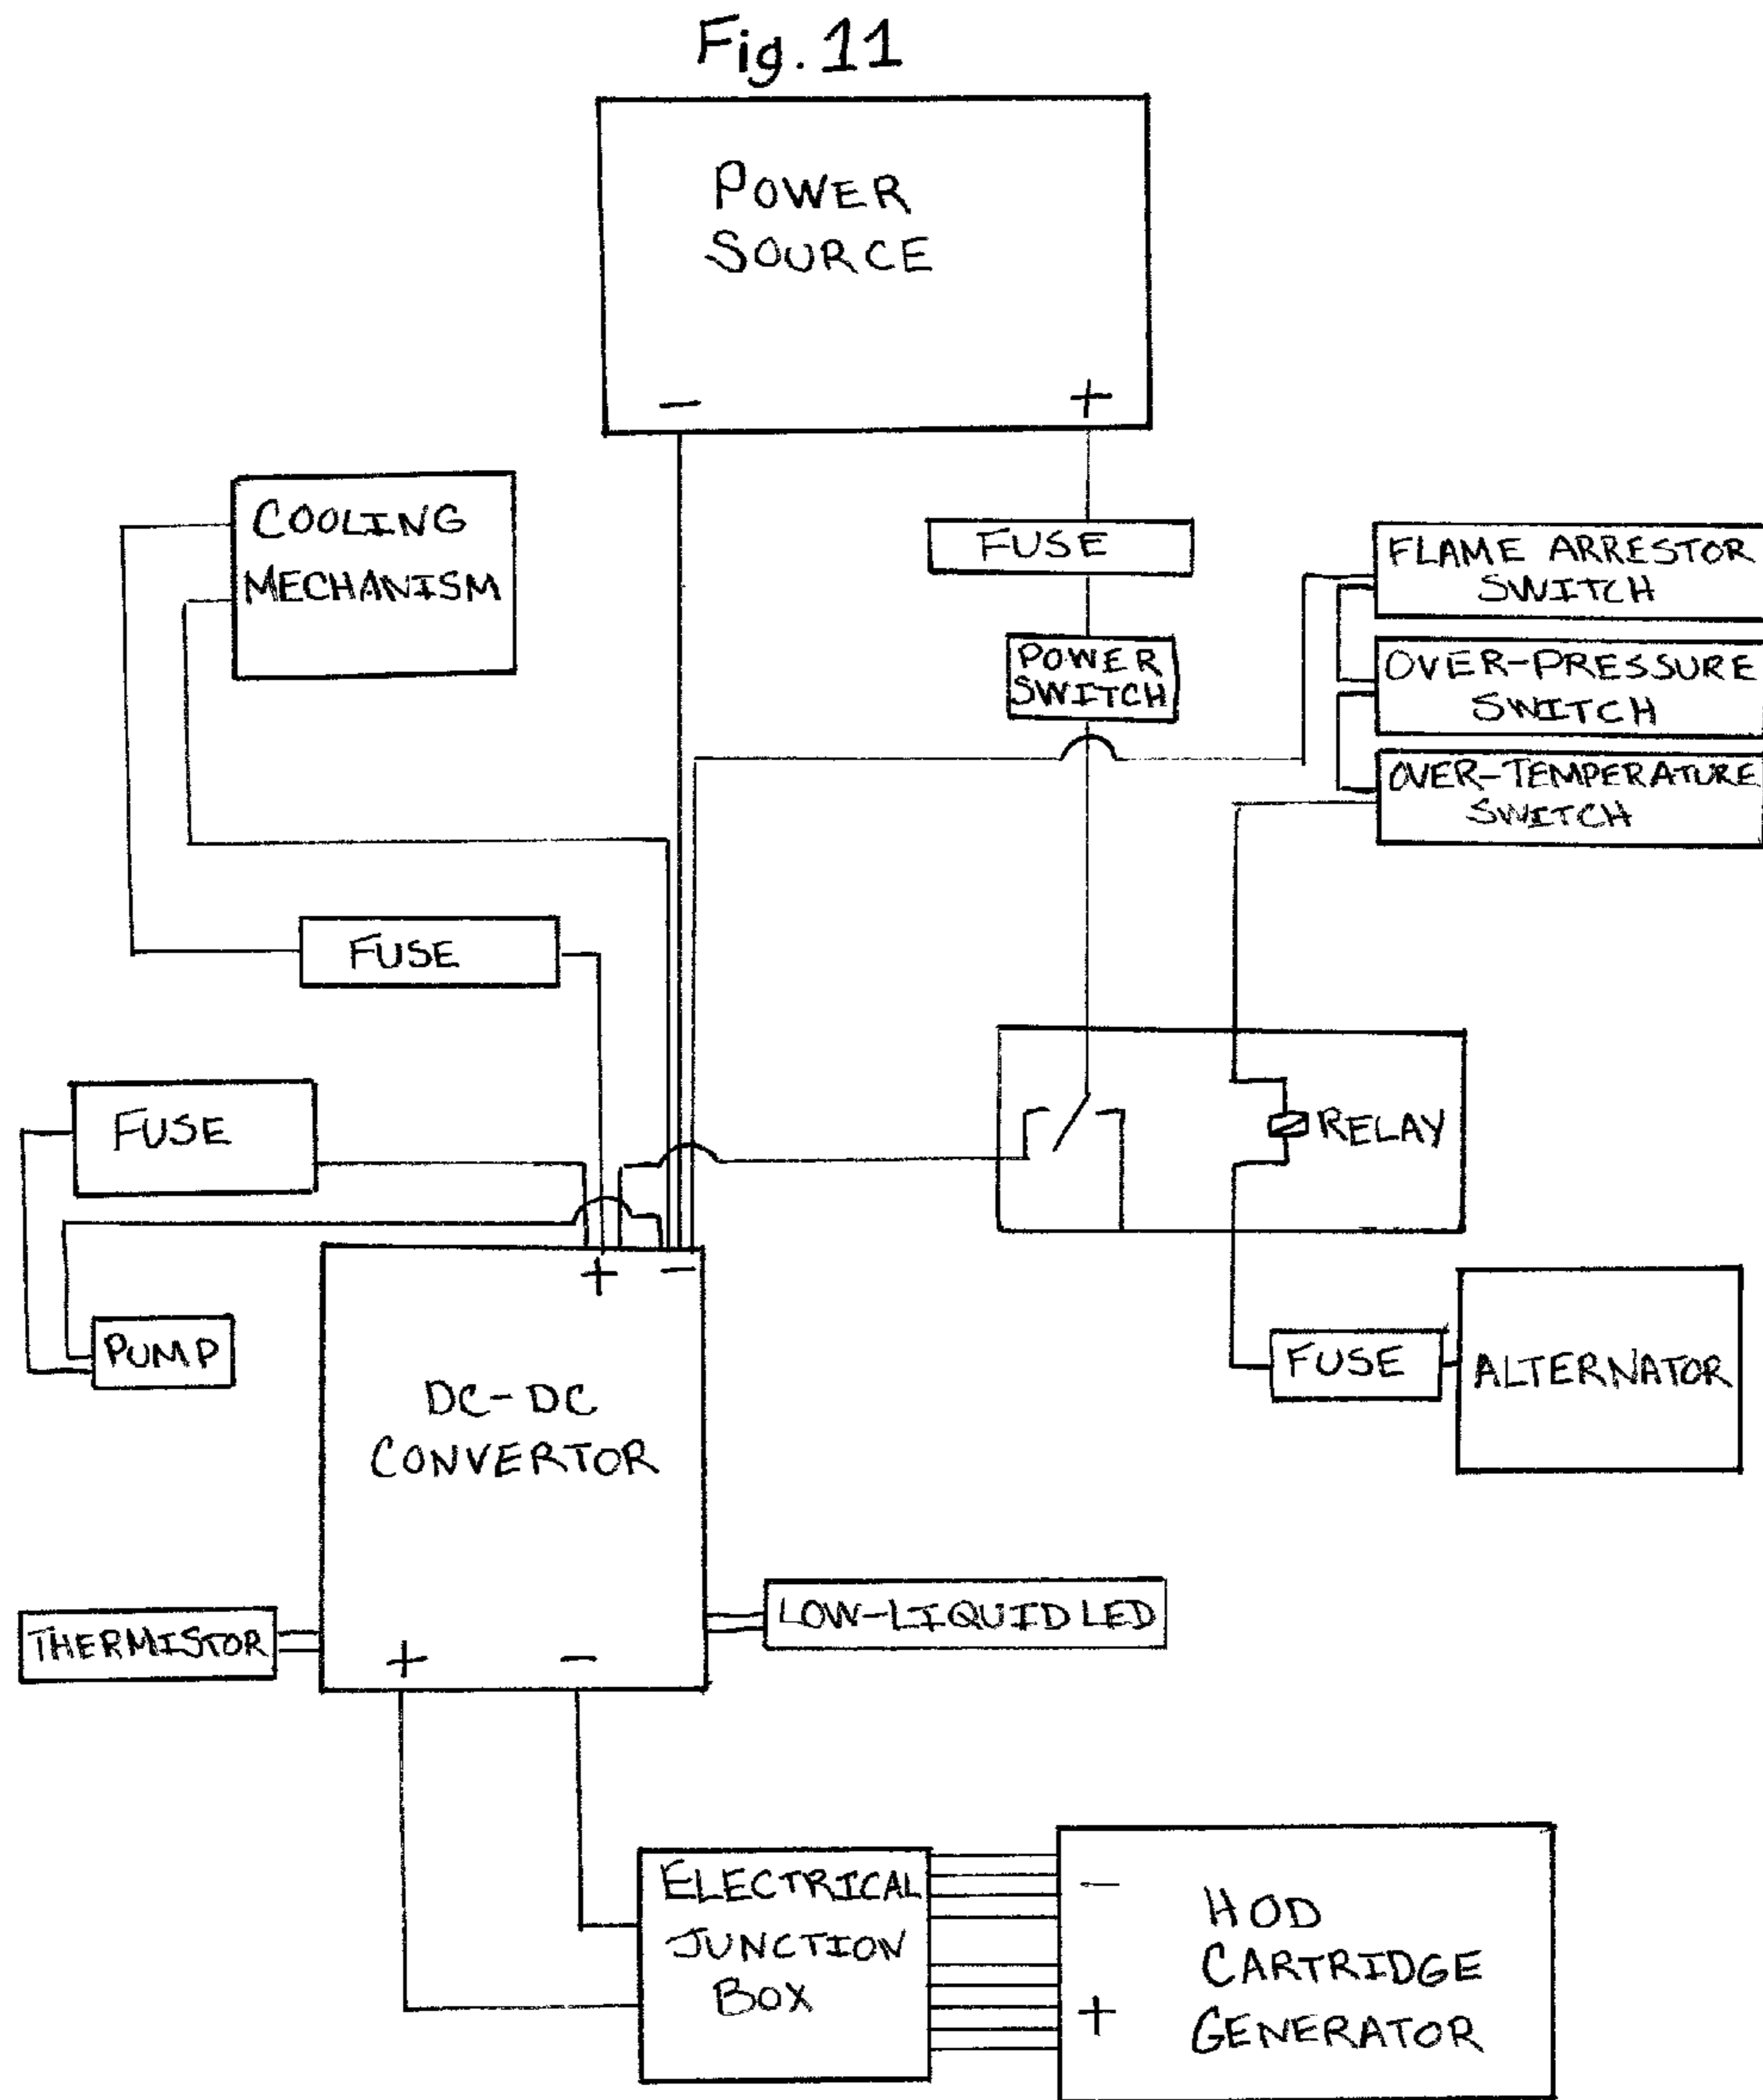 Fig. 11
POWER
SOURCE
-
+
COOLING
MECHANISM
FUSE
POWER
SWITCH
FLAME ARRESTOR
SWITCH
OVER-PRESSURE
SWITCH
OVER-TEMPERATURE
SWITCH
FUSE
FUSE
RELAY
+ -
PUMP
DC-DC
CONVERTOR
FUSE
ALTERNATOR
THERMISTOR
+ -
LOW-LIQUID LED
ELECTRICAL
JUNCTION
BOX
-
+
HOD
CARTRIDGE
GENERATOR